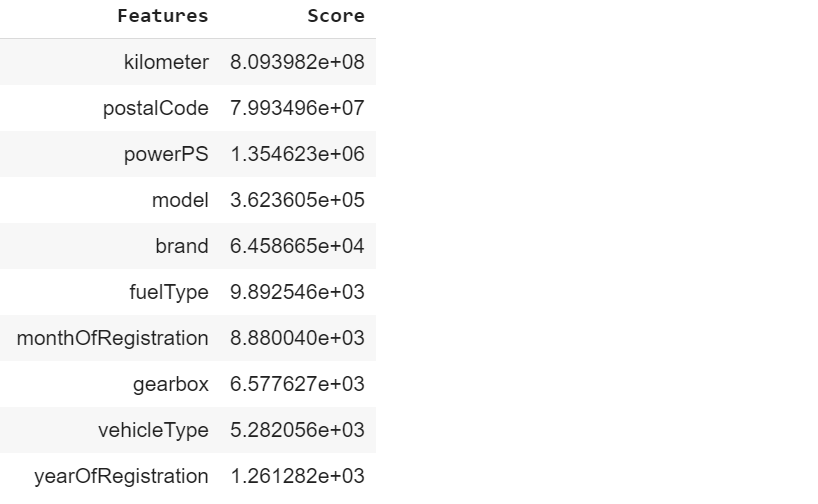 Features Score
kilometer 8.093982e+08
postalCode 7.993496e+07
powerPS 1.354623e+06
model 3.623605e+05
brand 6.458665e+04
fuelType 9.892546e+03
monthOfRegistration 8.880040e+03
gearbox 6.577627e+03
vehicleType 5.282056e+03
yearOfRegistration 1.261282e+03